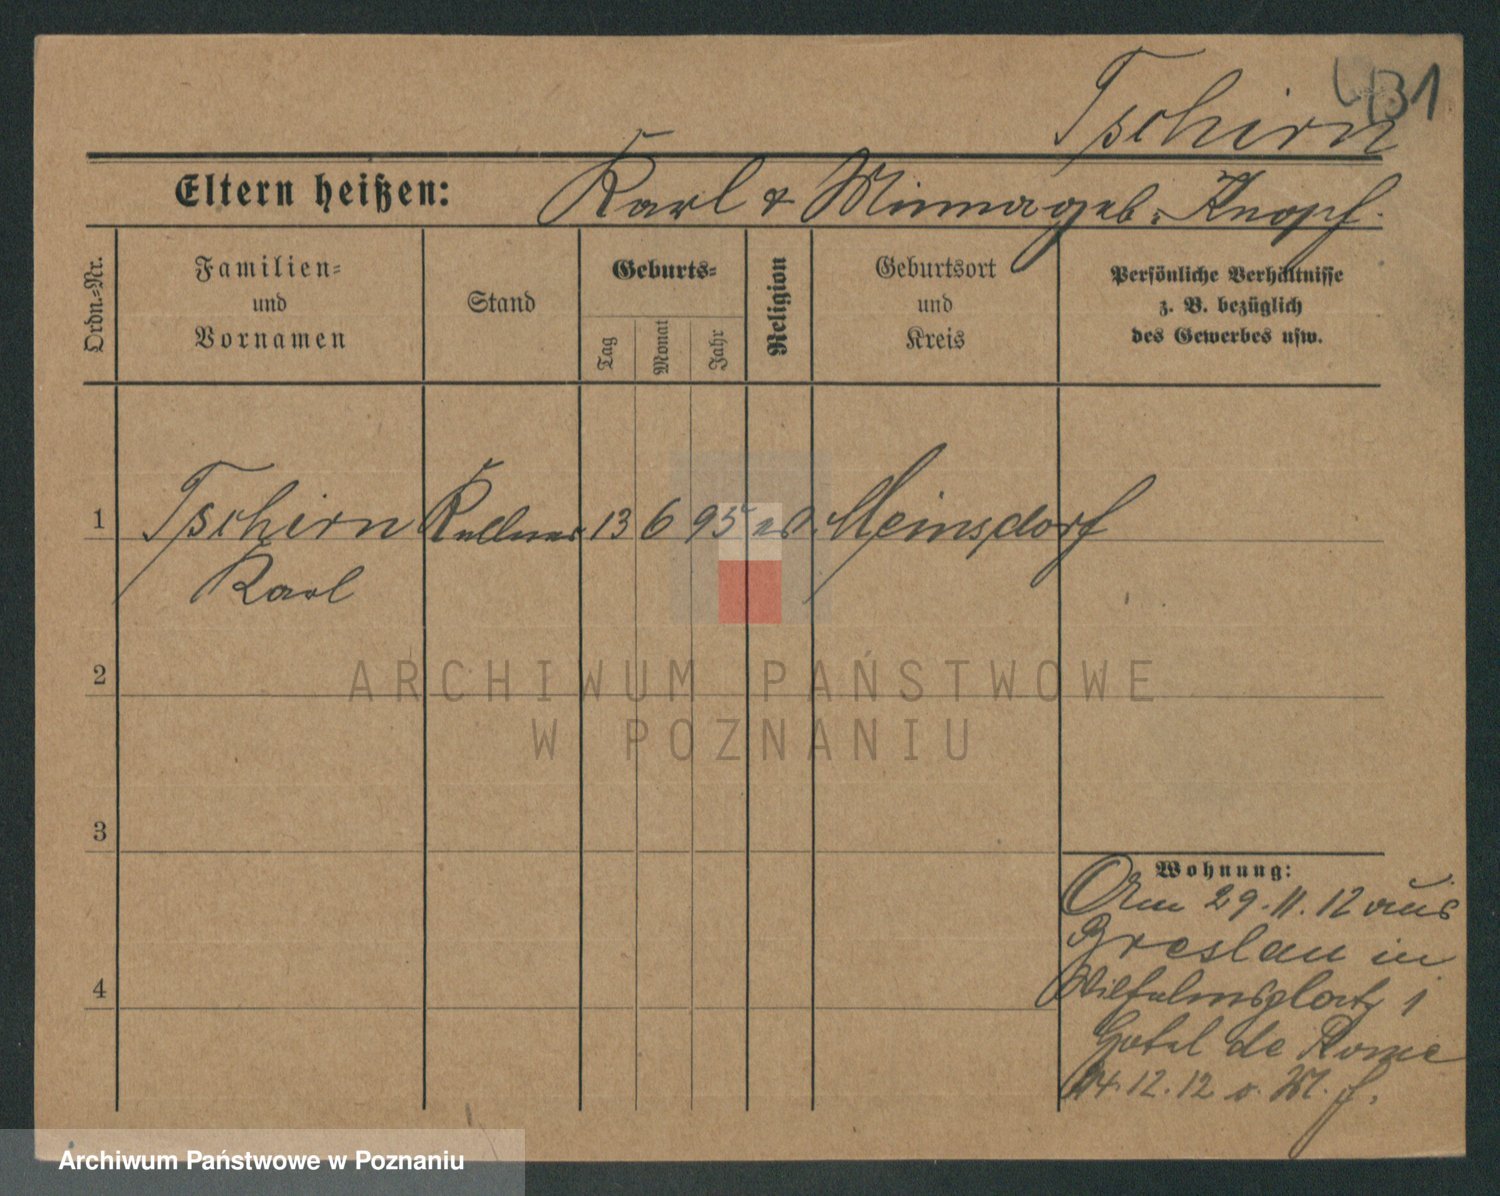 Tschirn
Eltern heißen: Karl & Minna geb. Knopf.
Ordn.=Nr.
Familien=
und
Vornamen
Stand
Geburts=
Tag
Monat
Jahr
Religion
Geburtsort
und
Kreis
Persönliche Verhältnisse
z. B. bezüglich
des Gewerbes usw.
1 Tschirn Kellner 13 6 95 ev. Meinsdorf
Karl
2
3
4
Wohnung:
Am 29.11.12 aus
Breslau in
Wilhelmsplatz 1
Hotel de Rome
24.12.12
ARCHIWUM PAŃSTWOWE
W POZNANIU
Archiwum Państwowe w Poznaniu